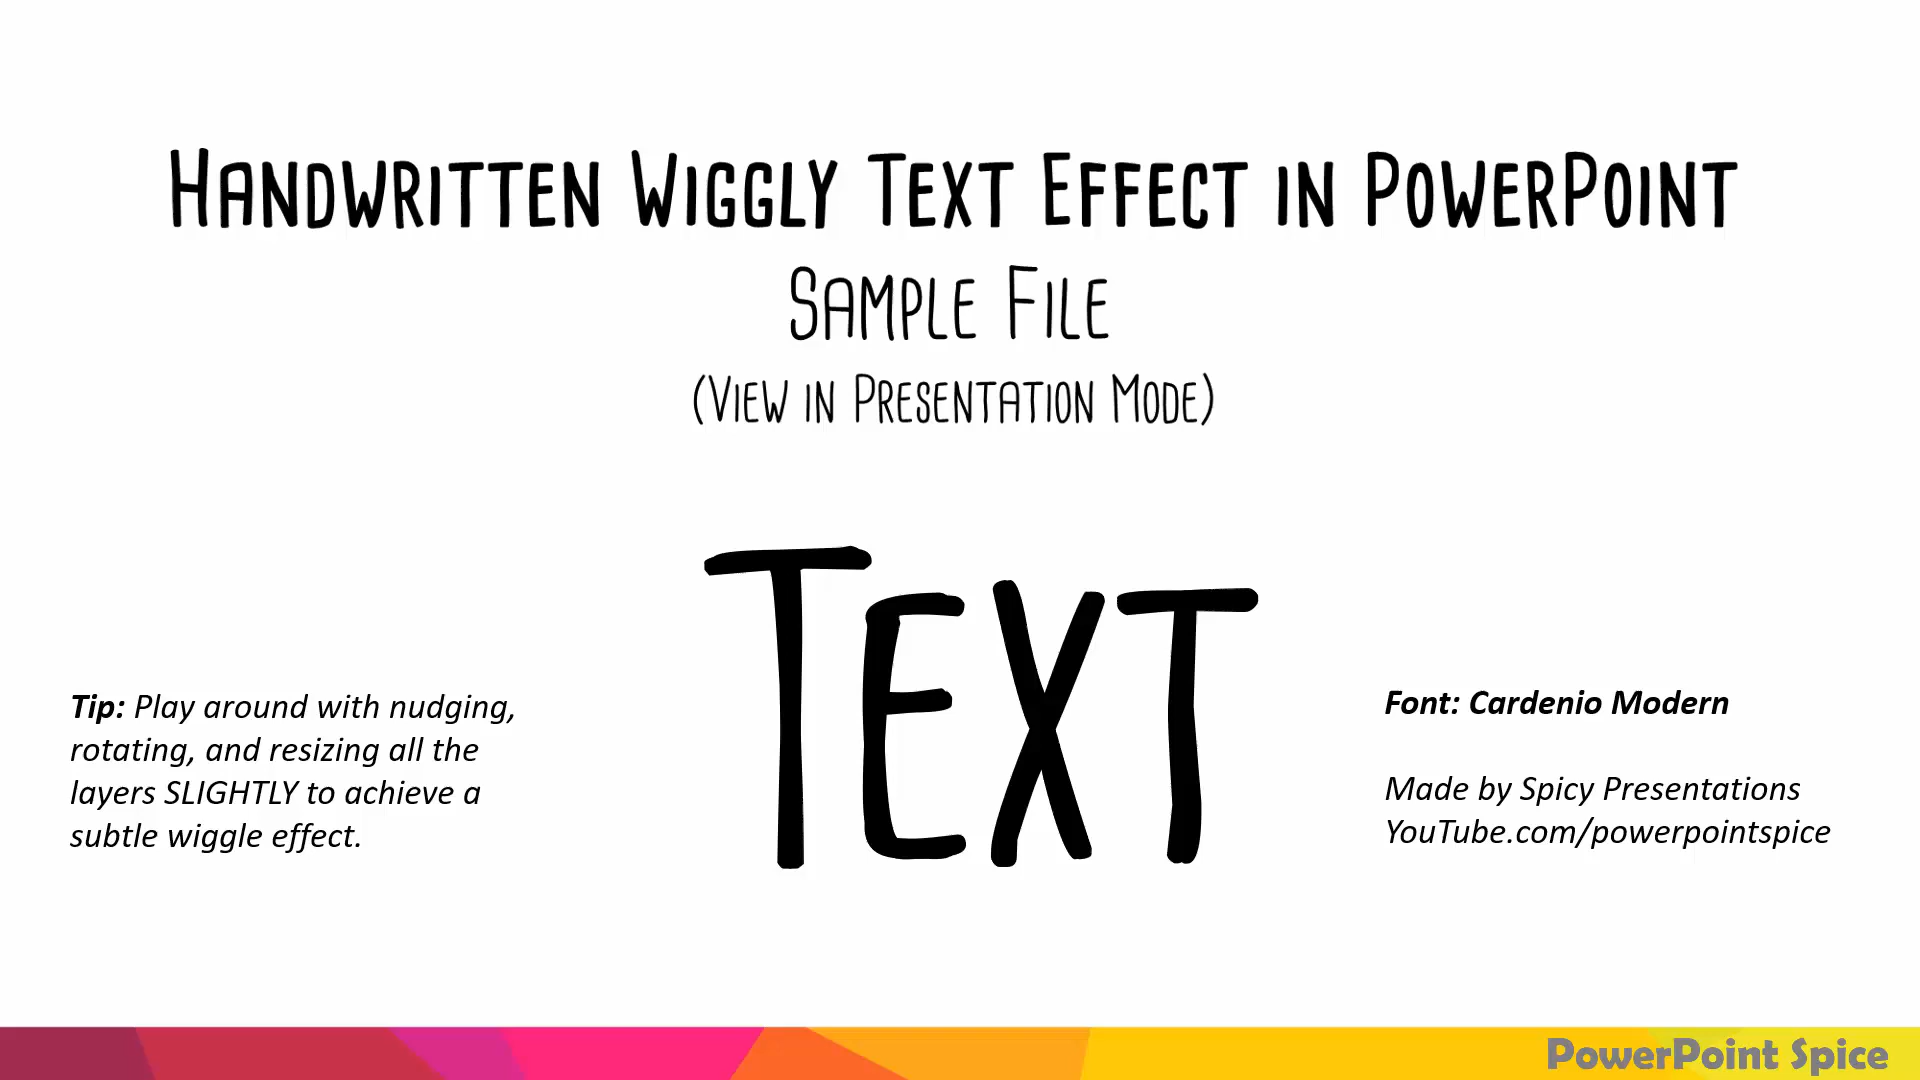 Handwritten Wiggly Text Effect in PowerPoint
Sample File
(View in Presentation Mode)
Text
Tip: Play around with nudging,
rotating, and resizing all the
layers SLIGHTLY to achieve a
subtle wiggle effect.
Font: Cardenio Modern
Made by Spicy Presentations
YouTube.com/powerpointspice
PowerPoint Spice